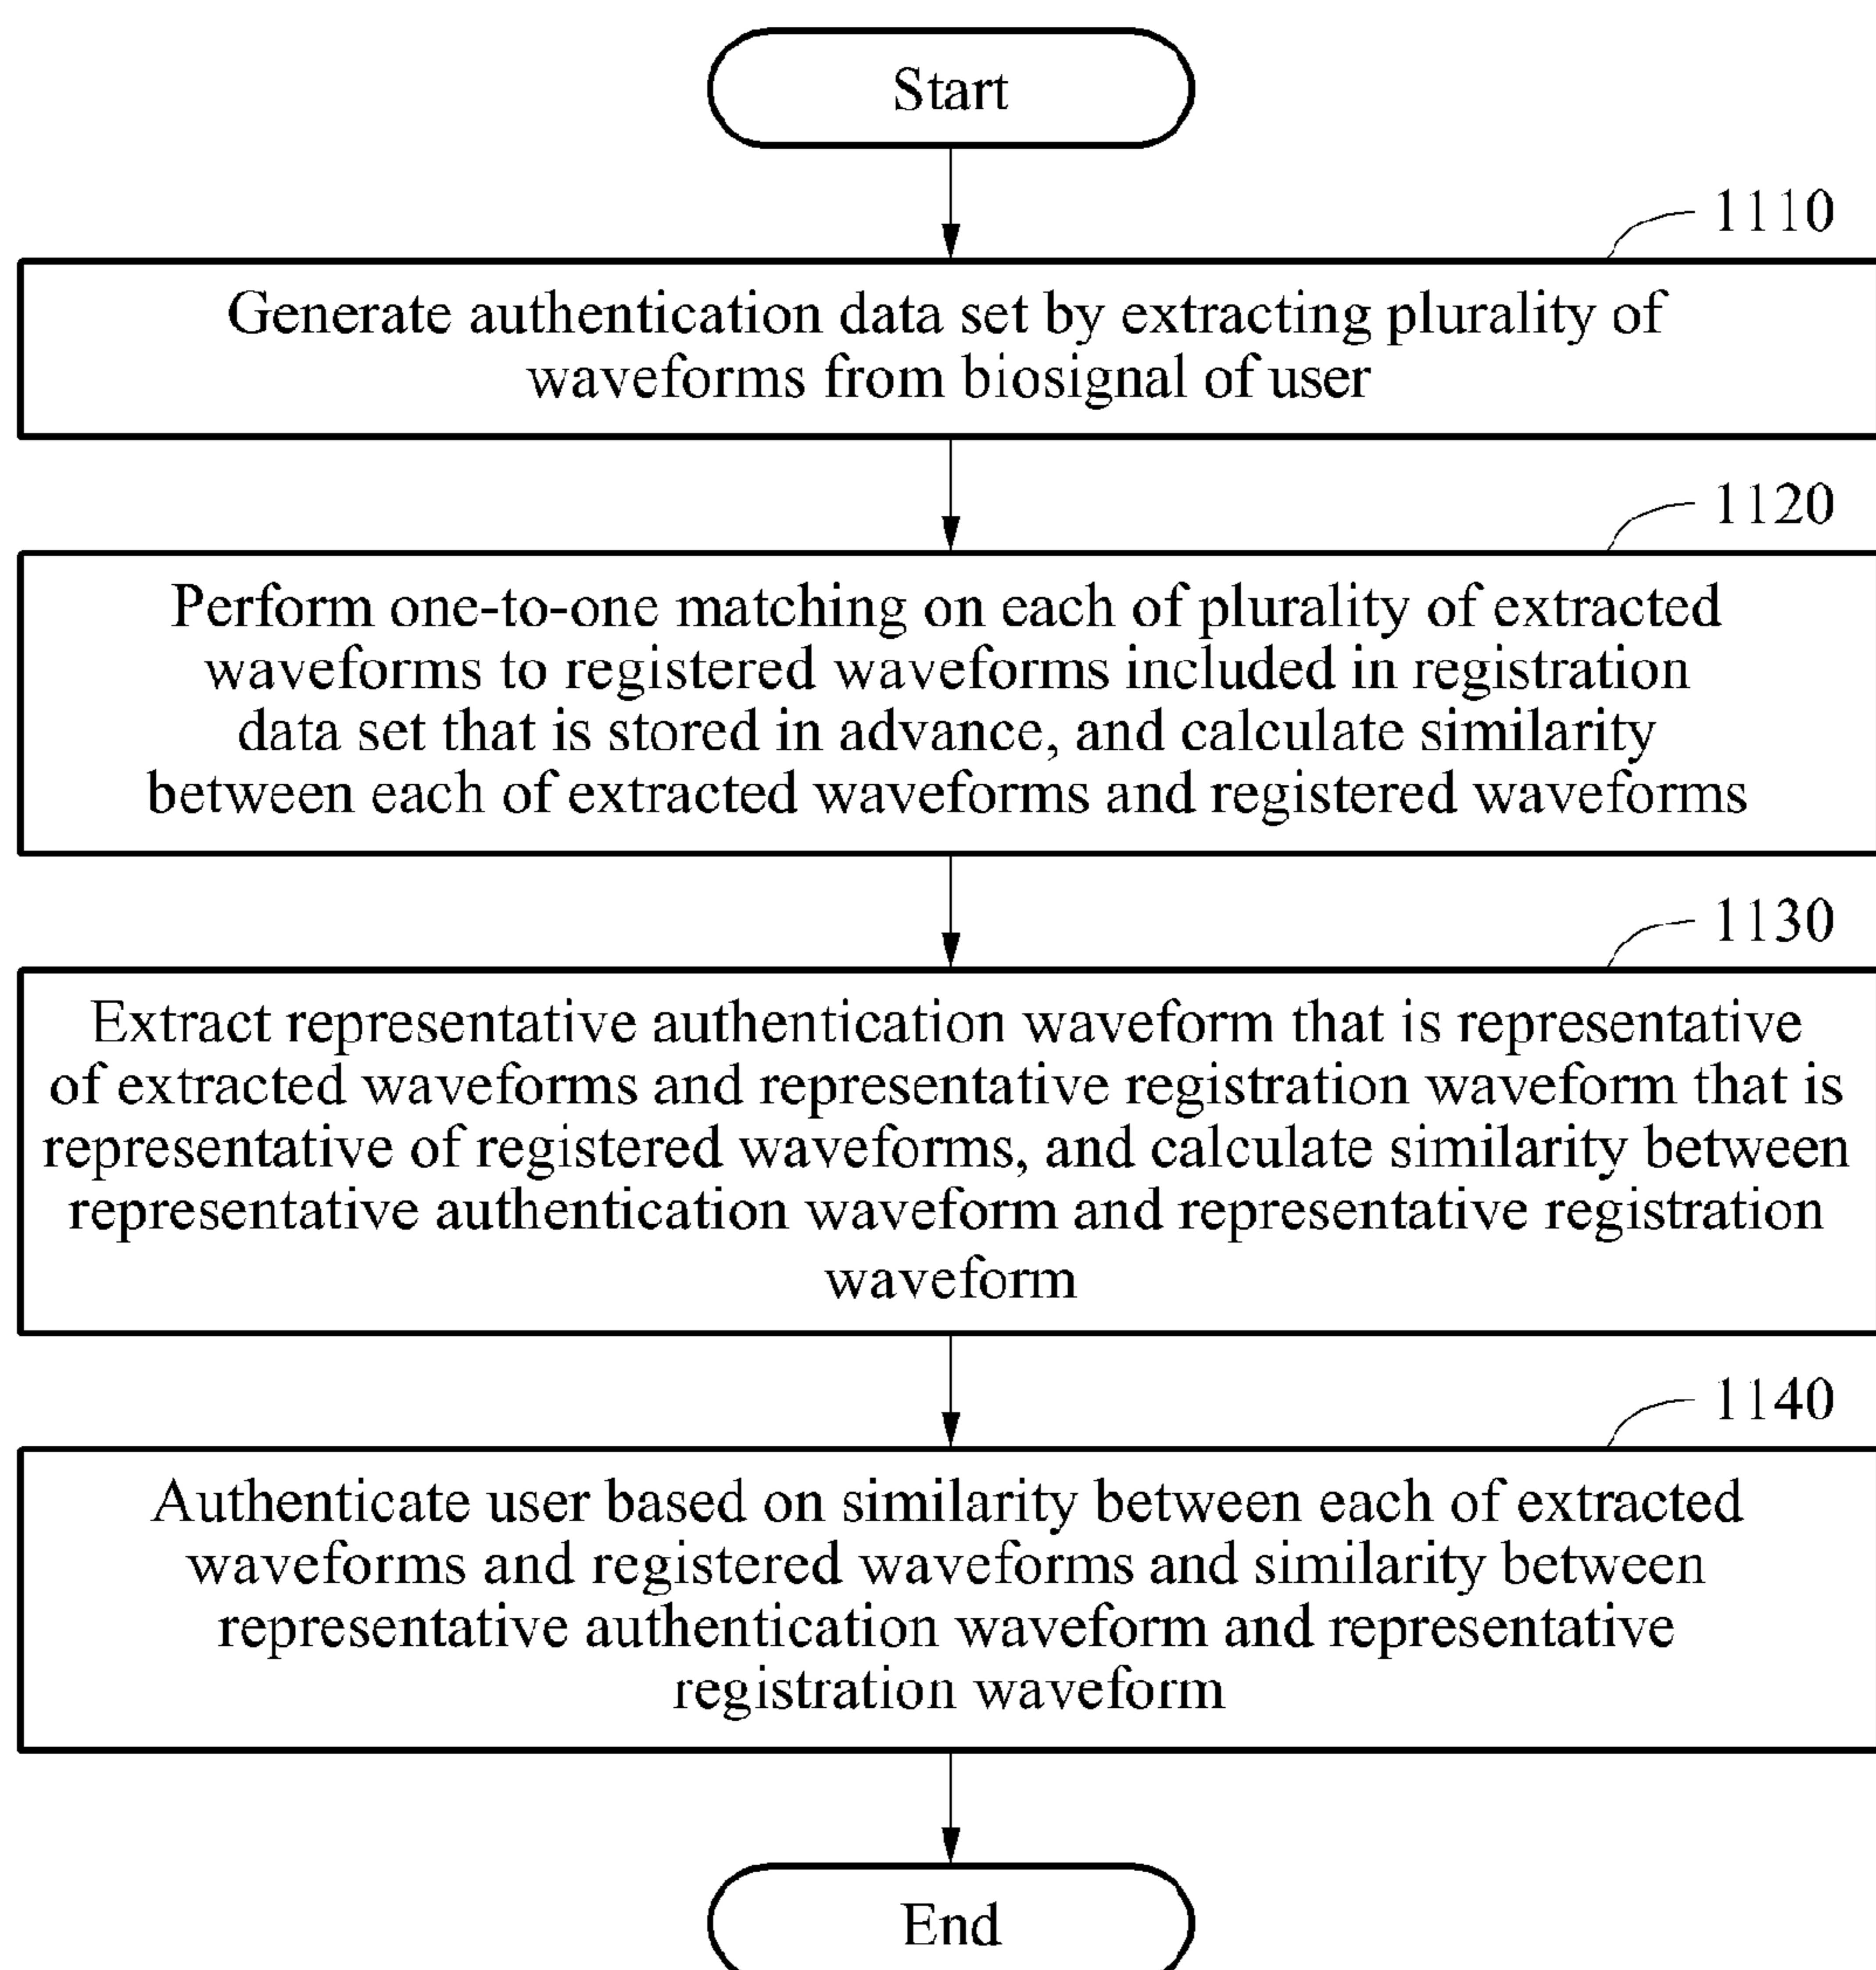 Start
1110
Generate authentication data set by extracting plurality of
waveforms from biosignal of user
1120
Perform one-to-one matching on each of plurality of extracted
waveforms to registered waveforms included in registration
data set that is stored in advance, and calculate similarity
between each of extracted waveforms and registered waveforms
1130
Extract representative authentication waveform that is representative
of extracted waveforms and representative registration waveform that is
representative of registered waveforms, and calculate similarity between
representative authentication waveform and representative registration
waveform
1140
Authenticate user based on similarity between each of extracted
waveforms and registered waveforms and similarity between
representative authentication waveform and representative
registration waveform
End